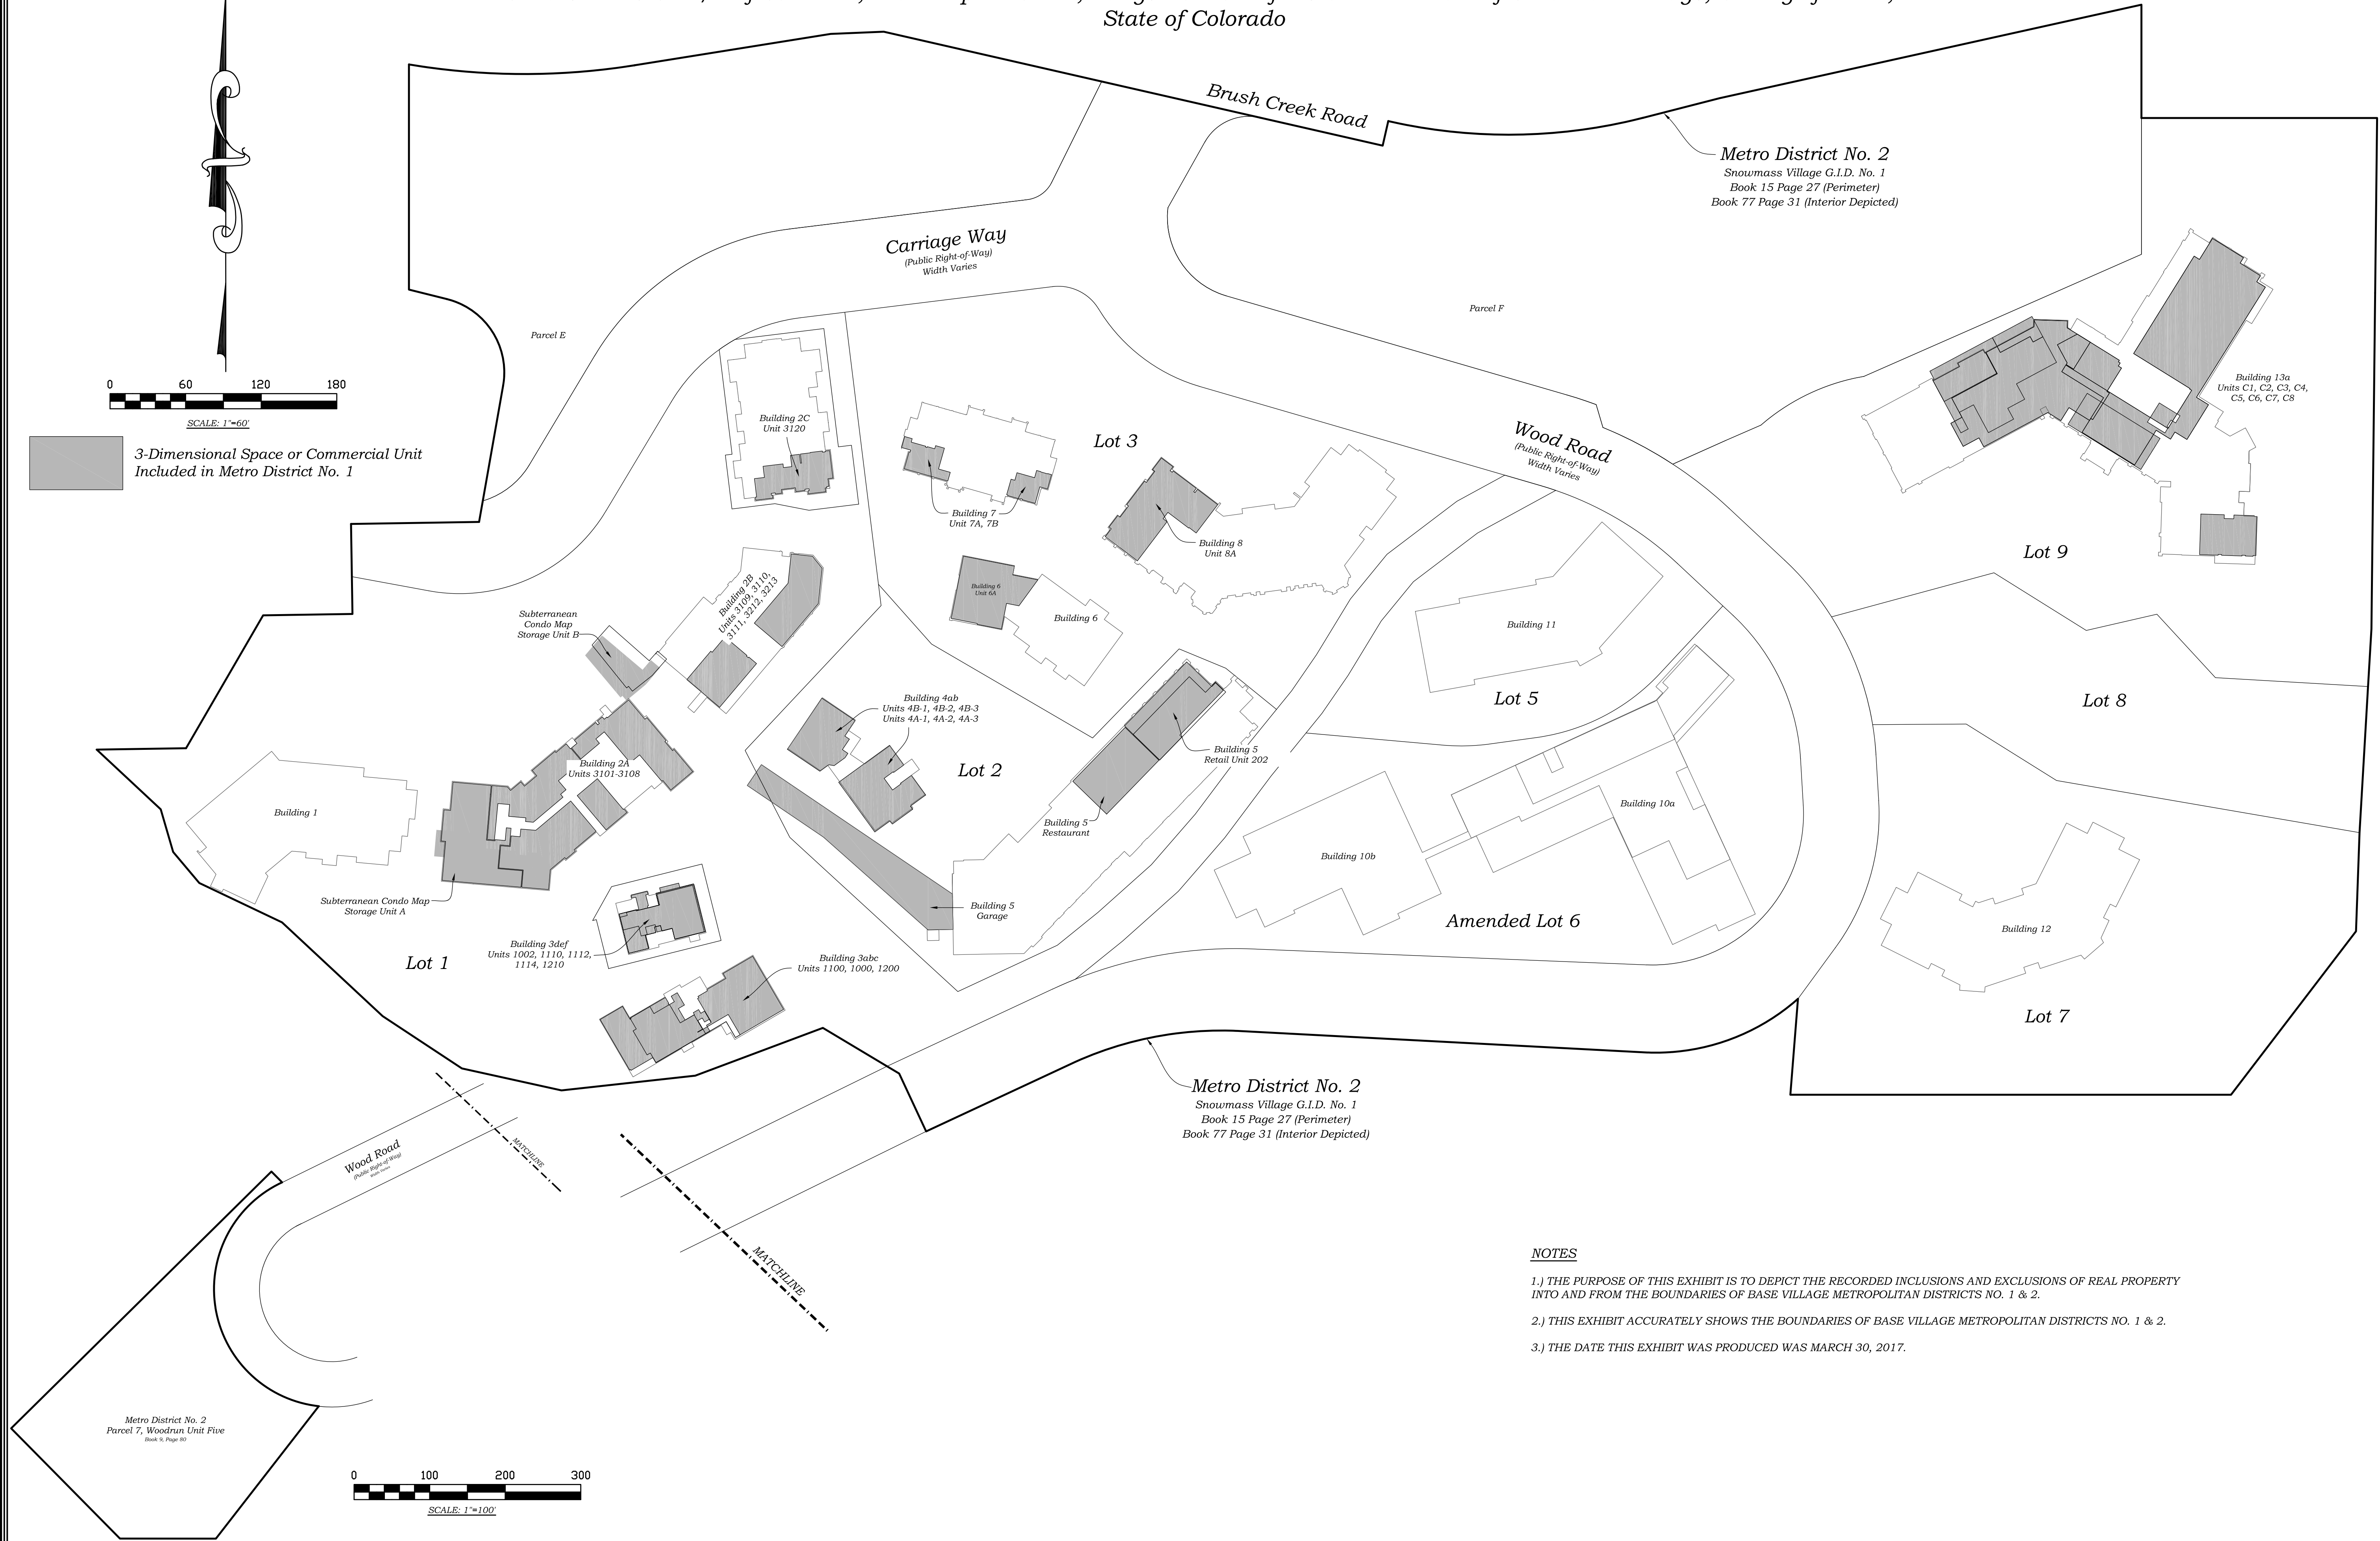 State of Colorado
Brush Creek Road
Metro District No. 2
Snowmass Village G.I.D. No. 1
Book 15 Page 27 (Perimeter)
Book 77 Page 31 (Interior Depicted)
Carriage Way
(Public Right-of-Way)
Width Varies
Parcel E
Parcel F
0 60 120 180
SCALE: 1"=60'
3-Dimensional Space or Commercial Unit
Included in Metro District No. 1
Building 2C
Unit 3120
Lot 3
Wood Road
(Public Right-of-Way)
Width Varies
Building 13a
Units C1, C2, C3, C4,
C5, C6, C7, C8
Building 7
Unit 7A, 7B
Building 8
Unit 8A
Lot 9
Building 6
Unit 6A
Building 6
Building 2B
Units 3109, 3110,
3111, 3212, 3213
Subterranean
Condo Map
Storage Unit B
Building 11
Lot 5
Lot 8
Building 4ab
Units 4B-1, 4B-2, 4B-3
Units 4A-1, 4A-2, 4A-3
Building 5
Retail Unit 202
Lot 2
Building 2A
Units 3101-3108
Building 1
Building 5
Restaurant
Building 10a
Building 10b
Subterranean Condo Map
Storage Unit A
Building 5
Garage
Amended Lot 6
Building 12
Building 3def
Units 1002, 1110, 1112,
1114, 1210
Lot 1
Building 3abc
Units 1100, 1000, 1200
Lot 7
Metro District No. 2
Snowmass Village G.I.D. No. 1
Book 15 Page 27 (Perimeter)
Book 77 Page 31 (Interior Depicted)
Wood Road
(Public Right-of-Way)
Width Varies
MATCHLINE
MATCHLINE
NOTES
1.) THE PURPOSE OF THIS EXHIBIT IS TO DEPICT THE RECORDED INCLUSIONS AND EXCLUSIONS OF REAL PROPERTY
INTO AND FROM THE BOUNDARIES OF BASE VILLAGE METROPOLITAN DISTRICTS NO. 1 & 2.
2.) THIS EXHIBIT ACCURATELY SHOWS THE BOUNDARIES OF BASE VILLAGE METROPOLITAN DISTRICTS NO. 1 & 2.
3.) THE DATE THIS EXHIBIT WAS PRODUCED WAS MARCH 30, 2017.
Metro District No. 2
Parcel 7, Woodrun Unit Five
Book 9, Page 80
0 100 200 300
SCALE: 1"=100'